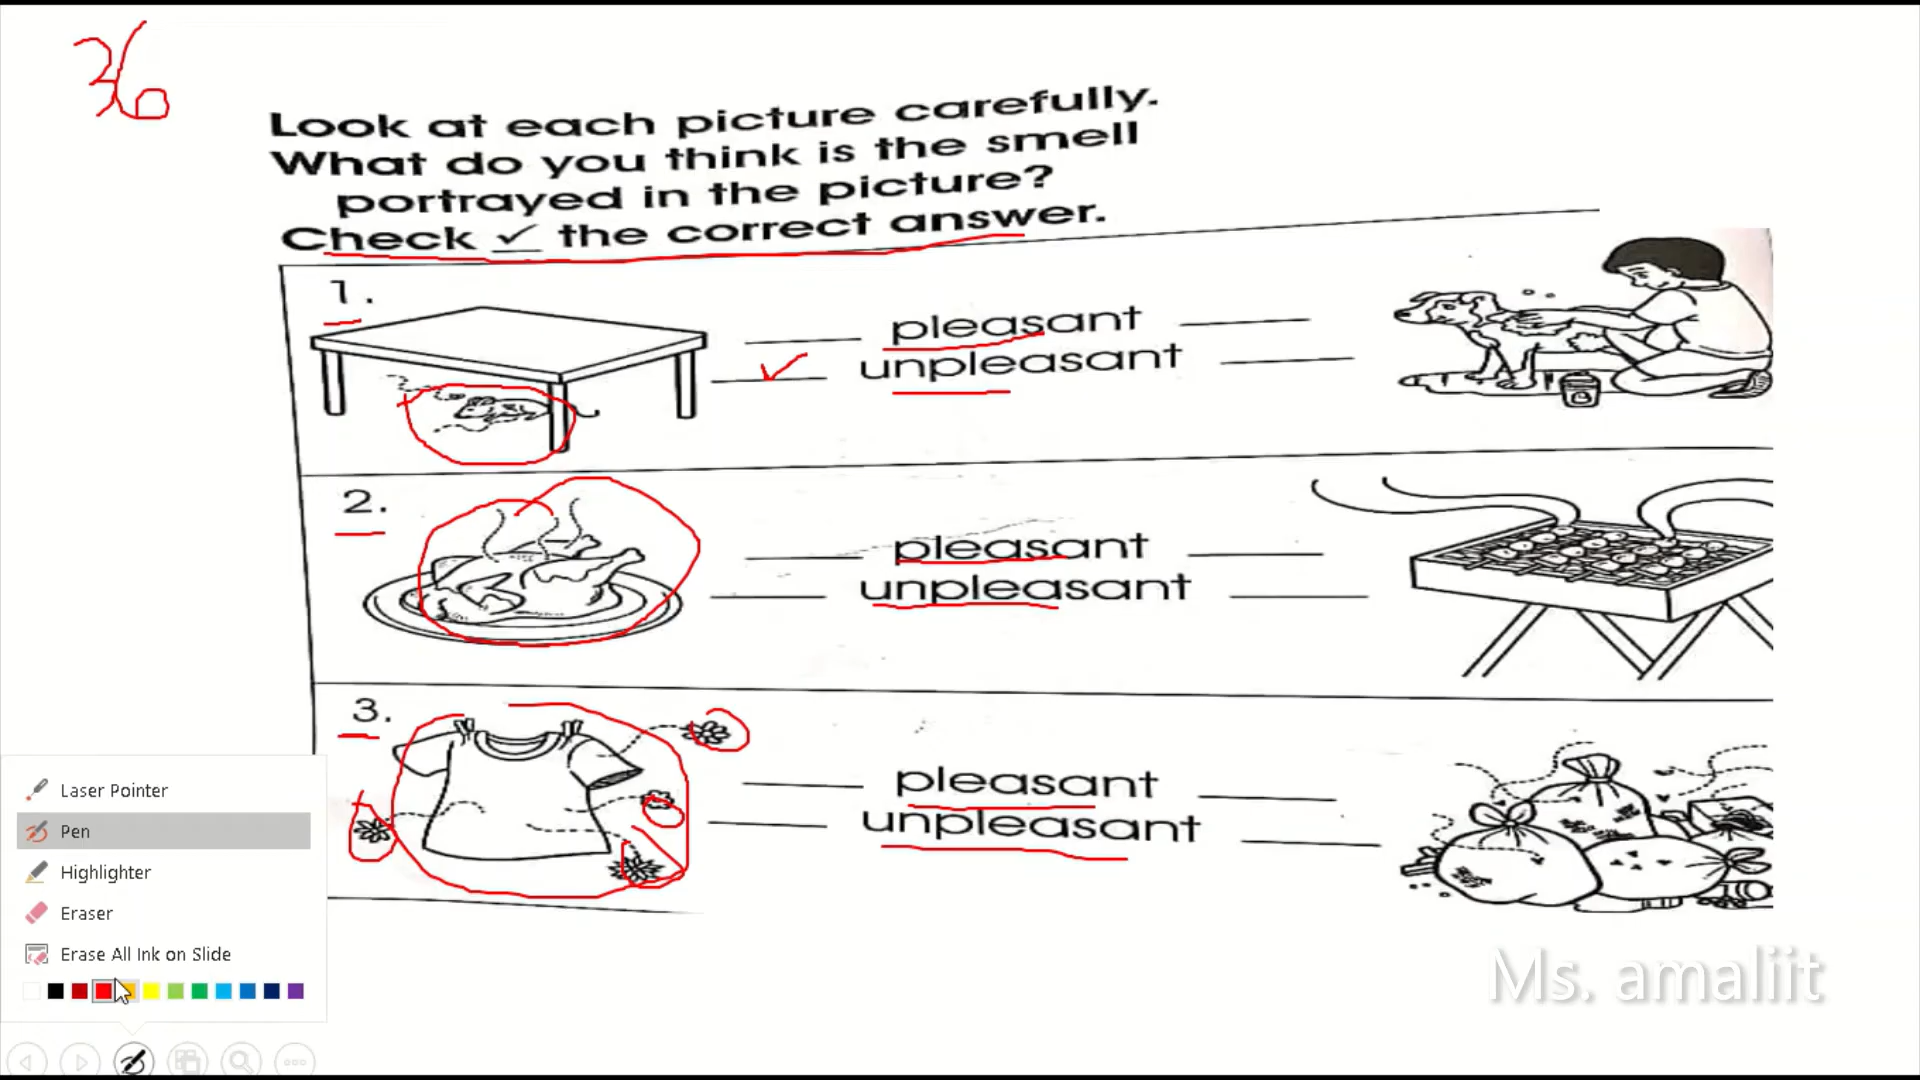 36
Look at each picture carefully.
What do you think is the smell
portrayed in the picture?
Check ✓ the correct answer.
1.
pleasant
✓ unpleasant
2.
pleasant
unpleasant
3.
pleasant
unpleasant
Laser Pointer
Pen
Highlighter
Eraser
Erase All Ink on Slide
Ms. amaliit